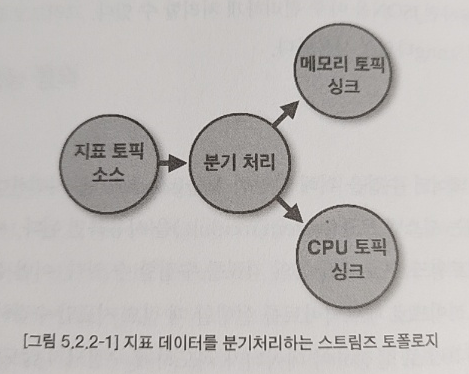 메모리 토픽
싱크
지표 토픽
소스
분기 처리
CPU 토픽
싱크
[그림 5.2.2-1] 지표 데이터를 분기처리하는 스트림즈 토폴로지